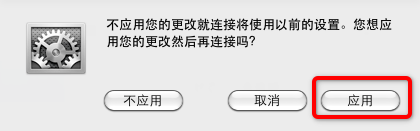 不应用您的更改就连接将使用以前的设置。您想应
用您的更改然后再连接吗?
不应用
取消
应用